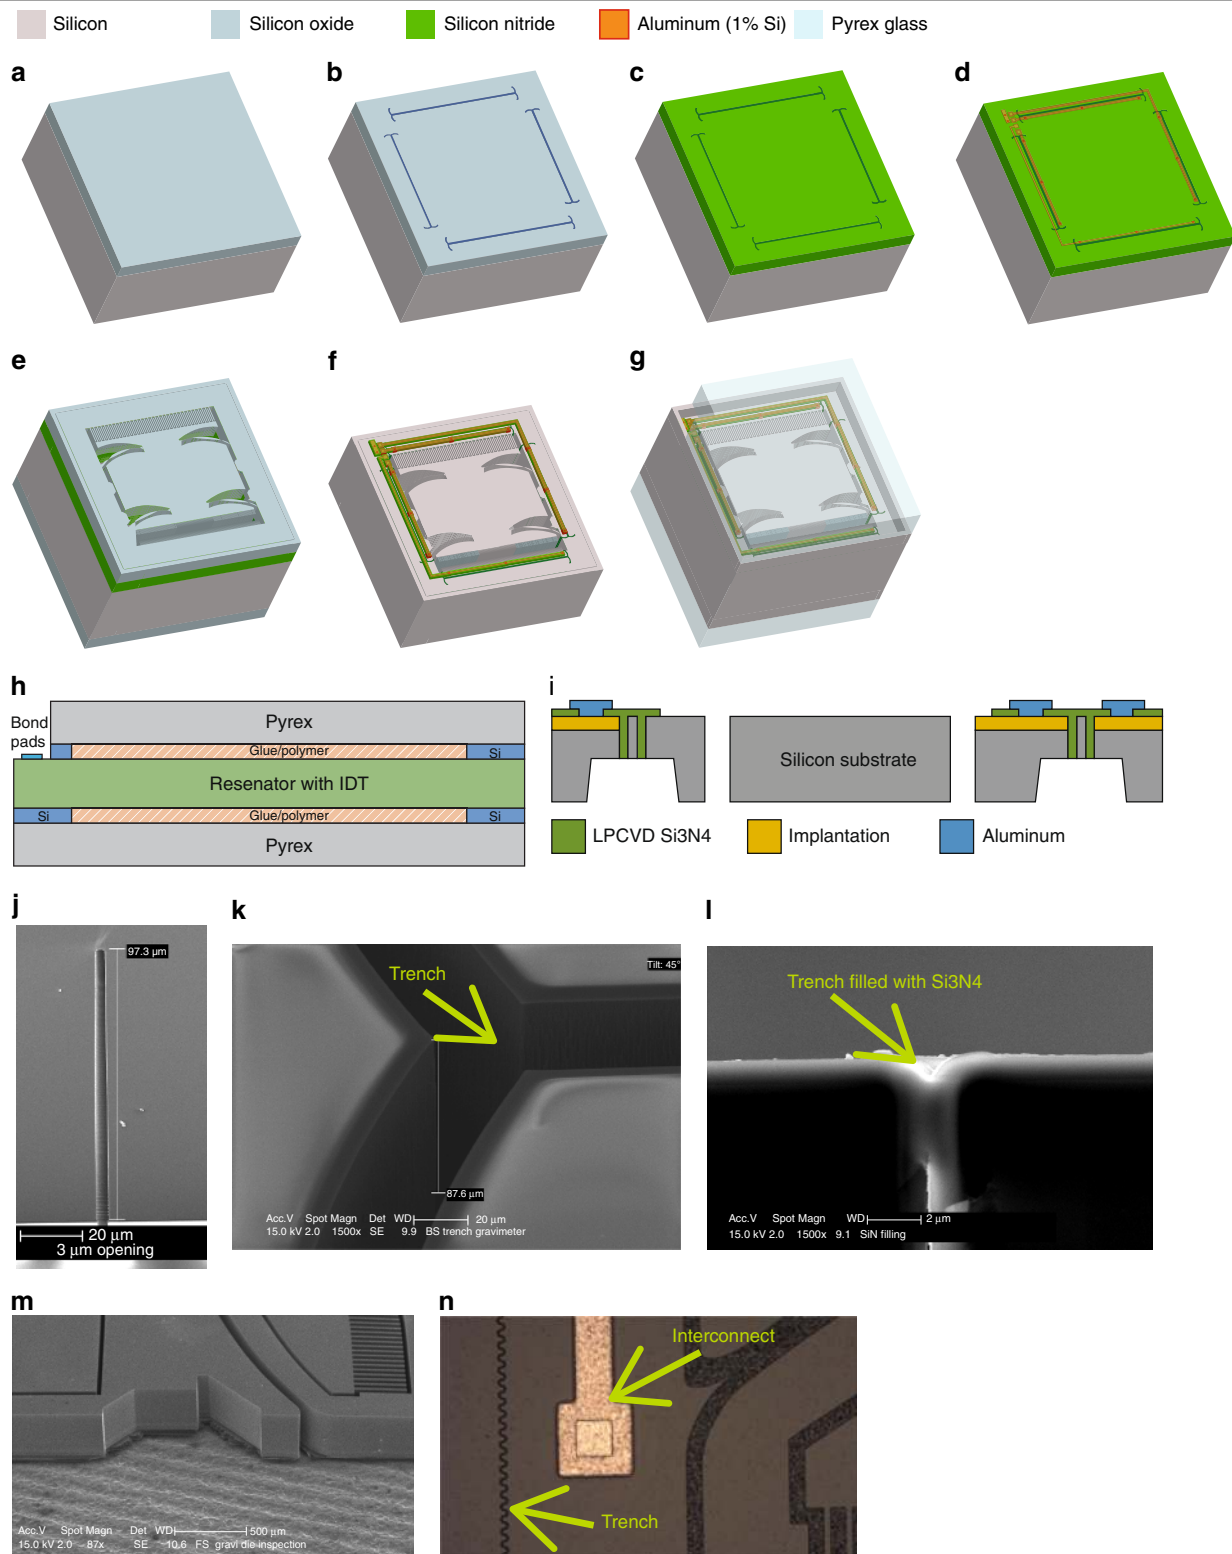 Silicon
Silicon oxide
Silicon nitride
Aluminum (1% Si)
Pyrex glass
a
b
c
d
e
f
g
h
Bond
pads
Pyrex
Glue/polymer
Si
Resenator with IDT
Si
Glue/polymer
Si
Pyrex
i
Silicon substrate
LPCVD Si3N4
Implantation
Aluminum
j
97.3 µm
20 µm
3 µm opening
k
Trench
Tilt: 45°
87.6 µm
Acc.V Spot Magn Det WD 20 µm
15.0 kV 2.0 1500x SE 9.9 BS trench gravimeter
l
Trench filled with Si3N4
Acc.V Spot Magn WD 2 µm
15.0 kV 2.0 1500x 9.1 SiN filling
m
Acc.V Spot Magn Det WD 500 µm
15.0 kV 2.0 87x SE 10.6 FS gravl die inspection
n
Interconnect
Trench